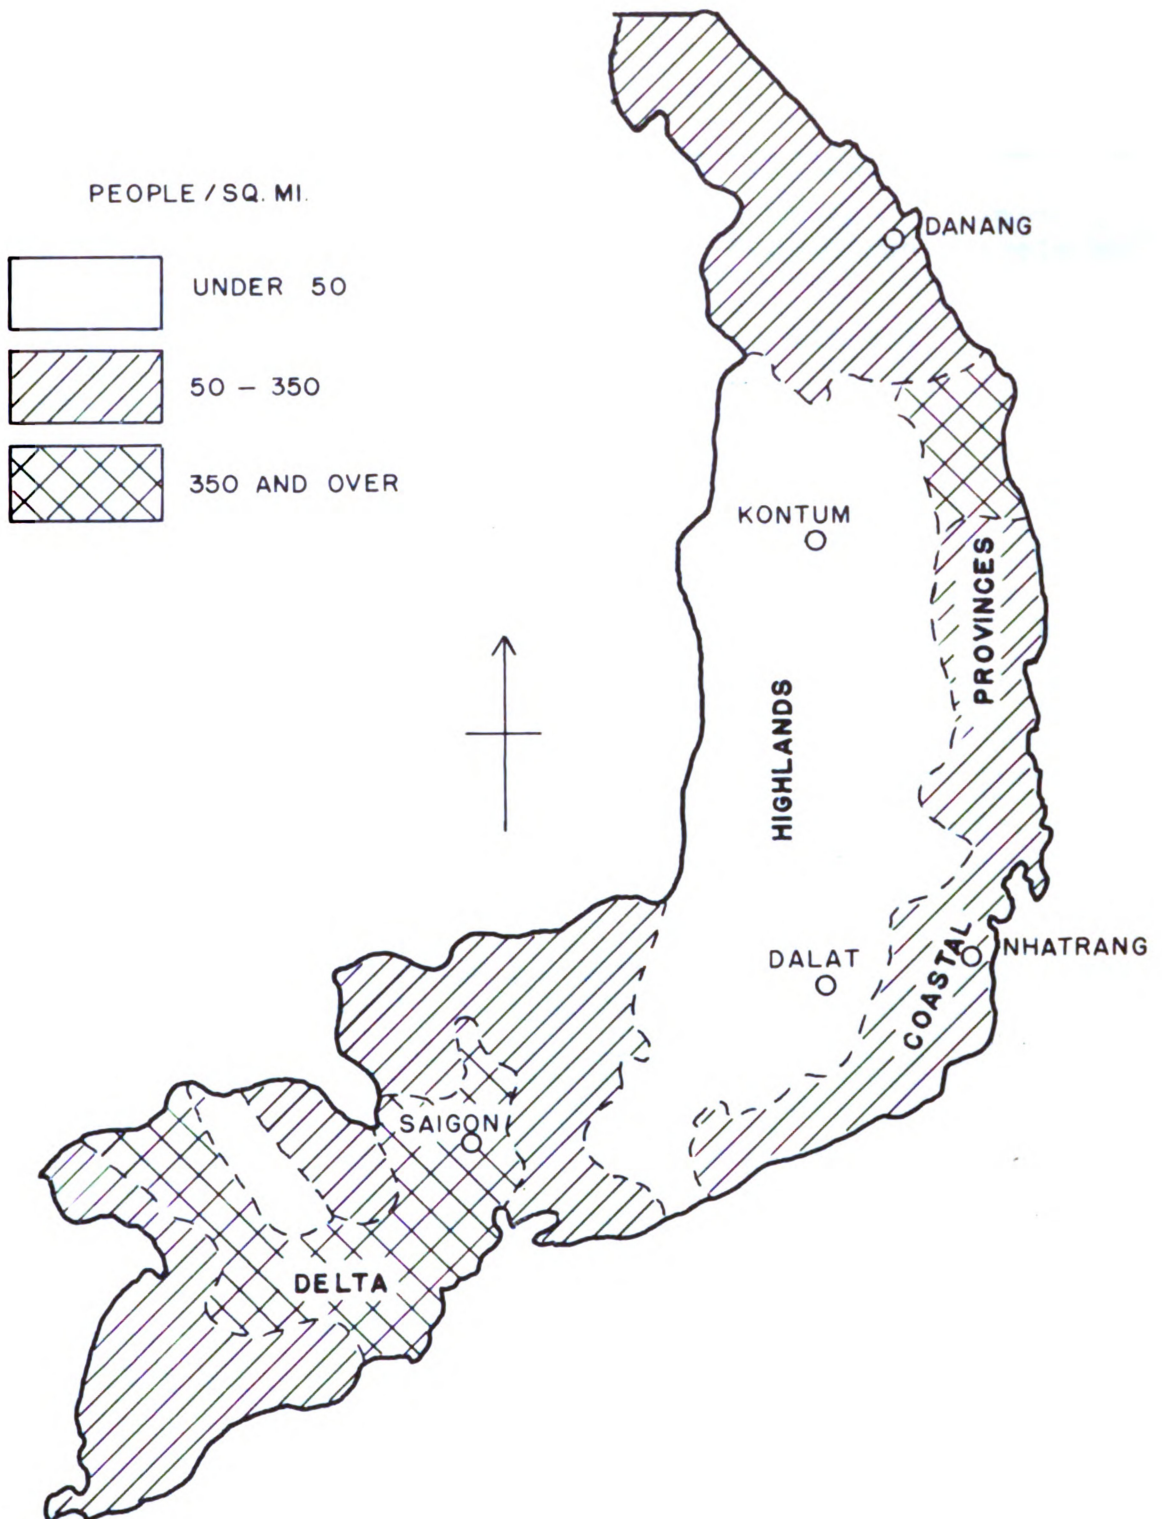 PEOPLE / SQ. MI.
UNDER 50
50 – 350
350 AND OVER
DANANG
KONTUM
PROVINCES
HIGHLANDS
DALAT
NHATRANG
COASTAL
SAIGON
DELTA